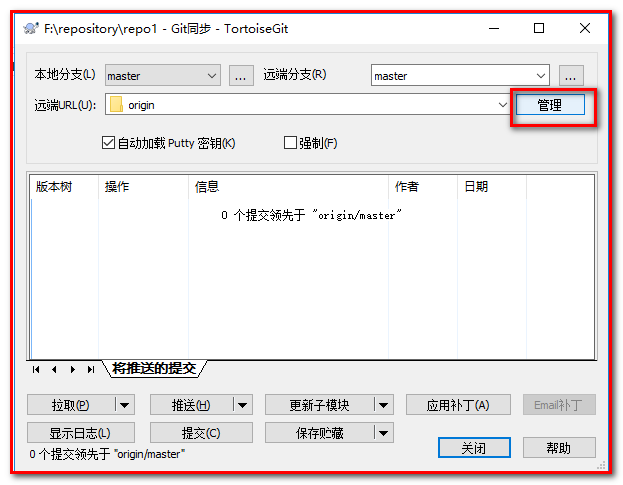 F:\repository\repo1 - Git同步 - TortoiseGit
本地分支(L) master ... 远端分支(R) master ...
远端URL(U): origin 管理
自动加载 Putty 密钥(K) 强制(F)
版本树 操作 信息 作者 日期
0 个提交领先于 "origin/master"
将推送的提交
拉取(P) 推送(H) 更新子模块 应用补丁(A) Email补丁
显示日志(L) 提交(C) 保存贮藏
关闭 帮助
0 个提交领先于 "origin/master"